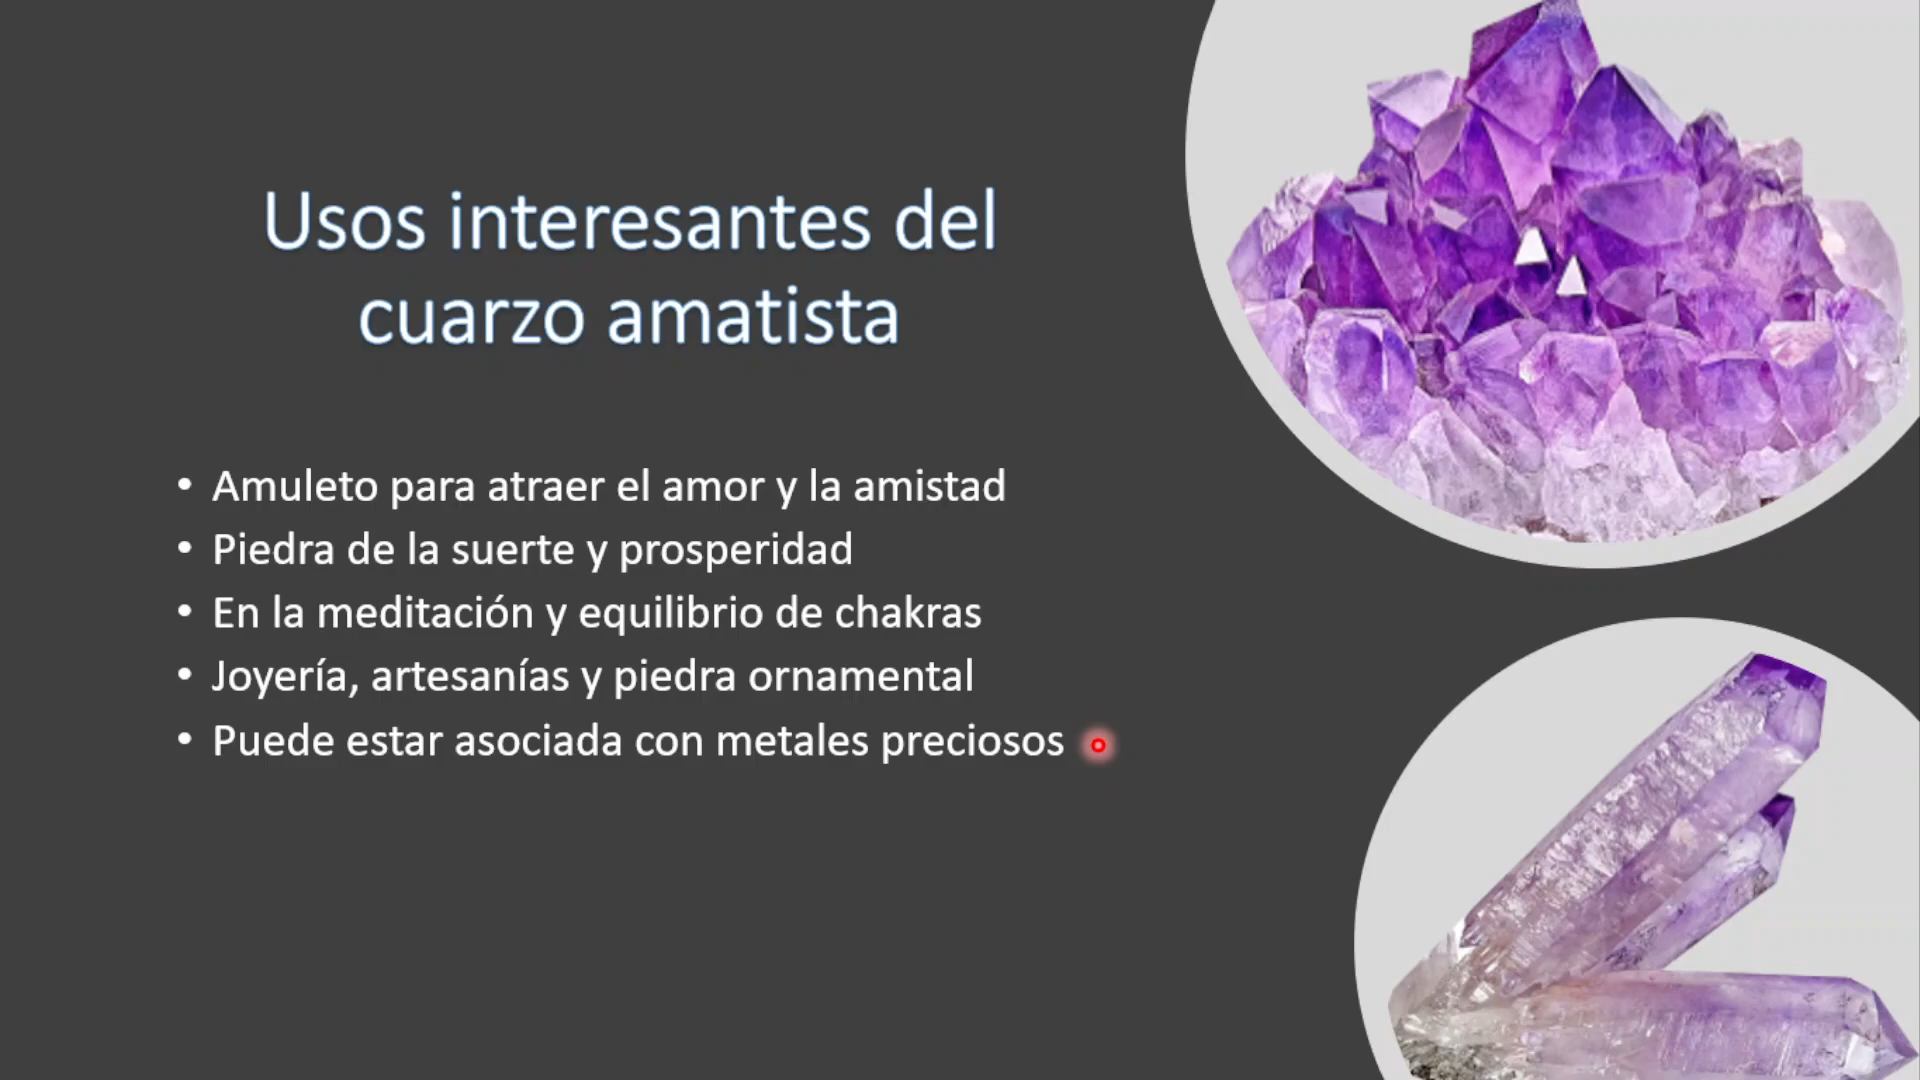 Usos interesantes del
cuarzo amatista
• Amuleto para atraer el amor y la amistad
• Piedra de la suerte y prosperidad
• En la meditación y equilibrio de chakras
• Joyería, artesanías y piedra ornamental
• Puede estar asociada con metales preciosos